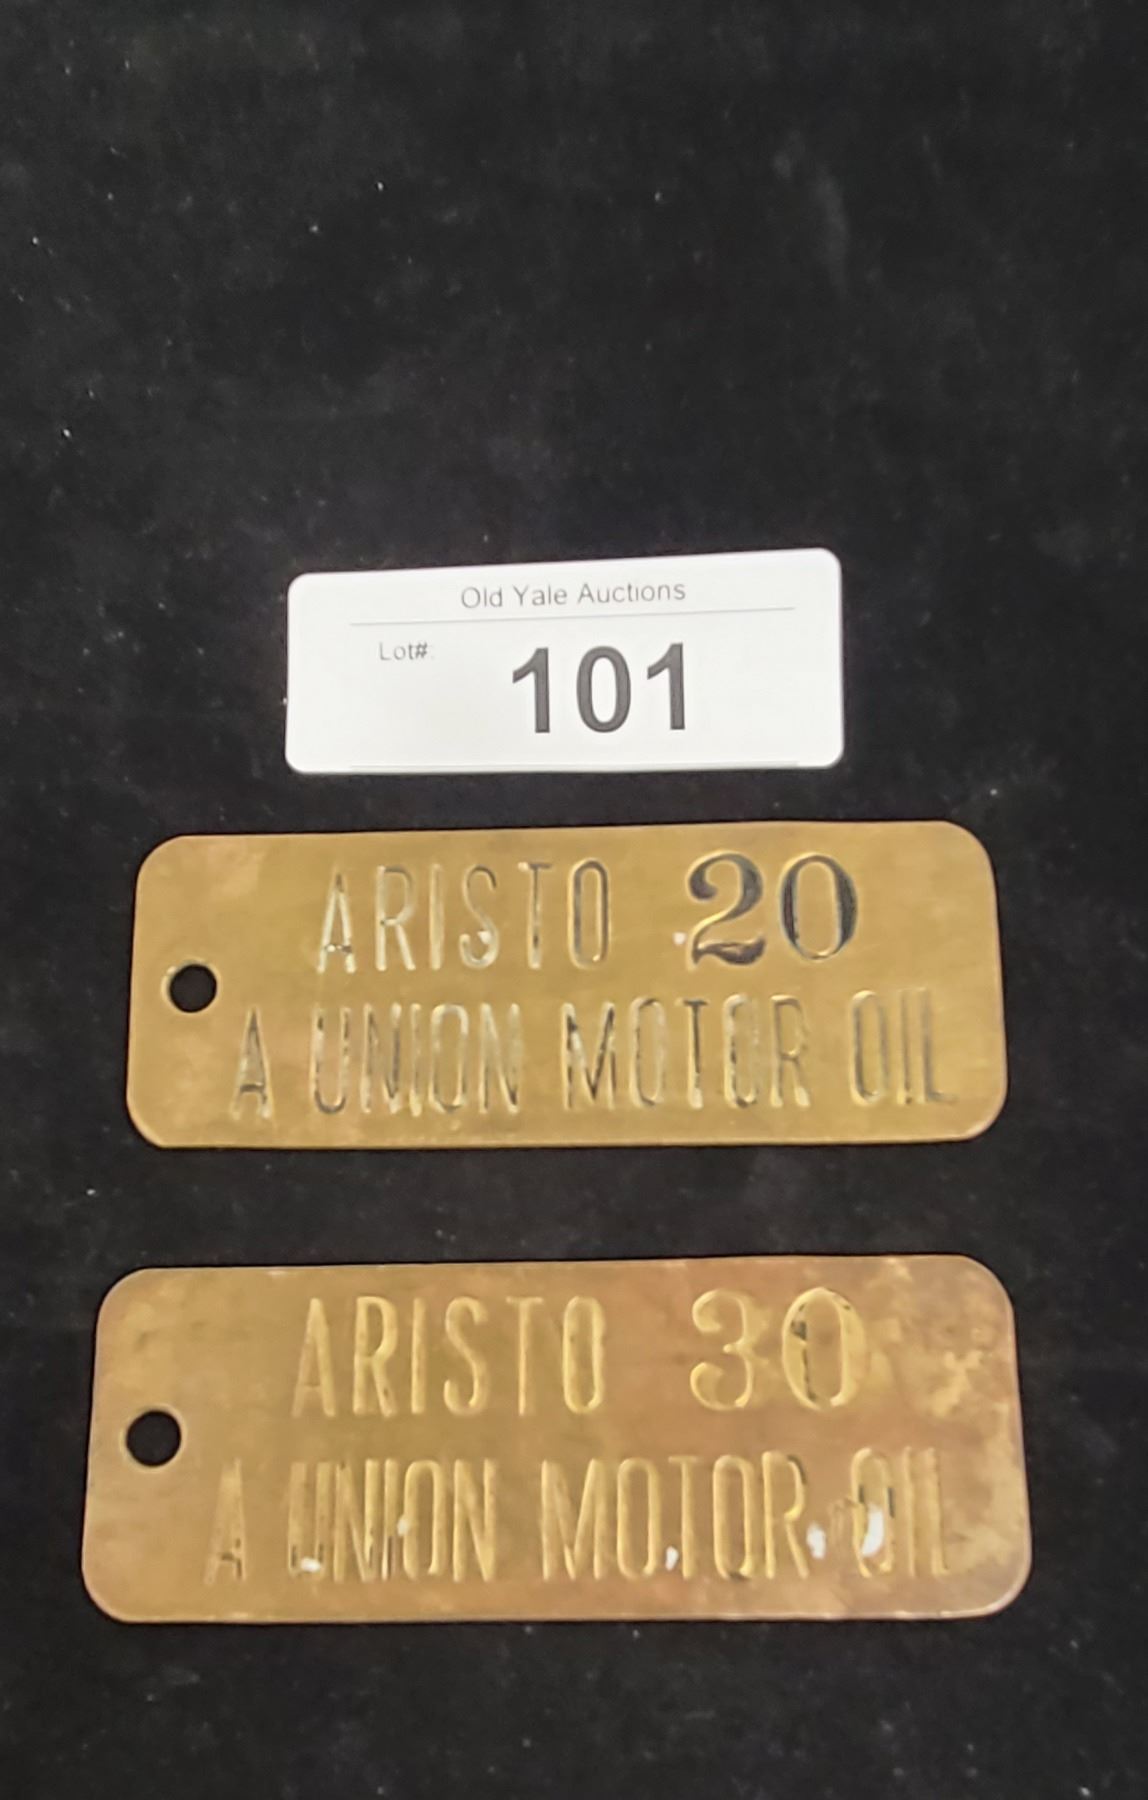 Old Yale Auctions
Lot#:
101
ARISTO 20
A UNION MOTOR OIL
ARISTO 30
A UNION MOTOR OIL